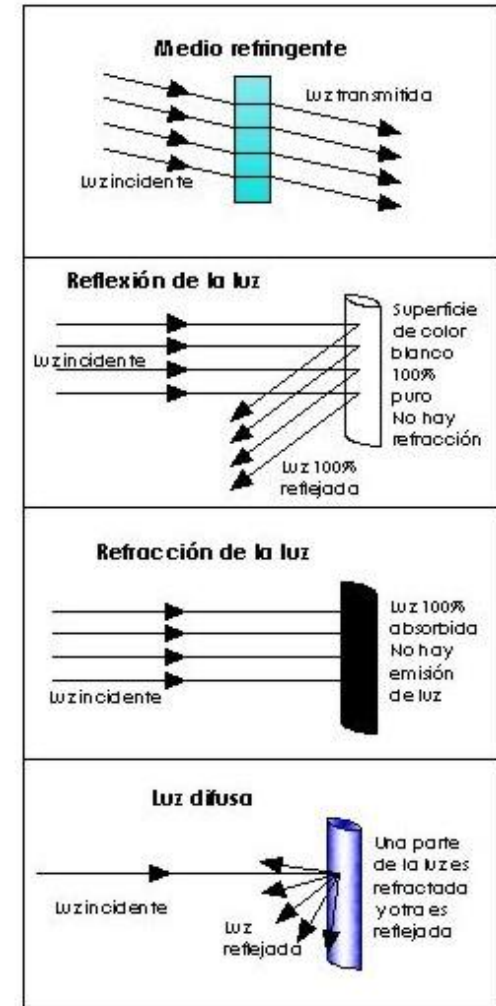 Medio refringente
Luz transmitida
Luz incidente
Reflexión de la luz
Luz incidente
Superficie
de color
blanco
100%
puro
No hay
refracción
Luz 100%
reflejada
Refracción de la luz
Luz incidente
Luz 100%
absorbida
No hay
emisión
de luz
Luz difusa
Luz incidente
Luz
reflejada
Una parte
de la luz es
refractada
y otra es
reflejada